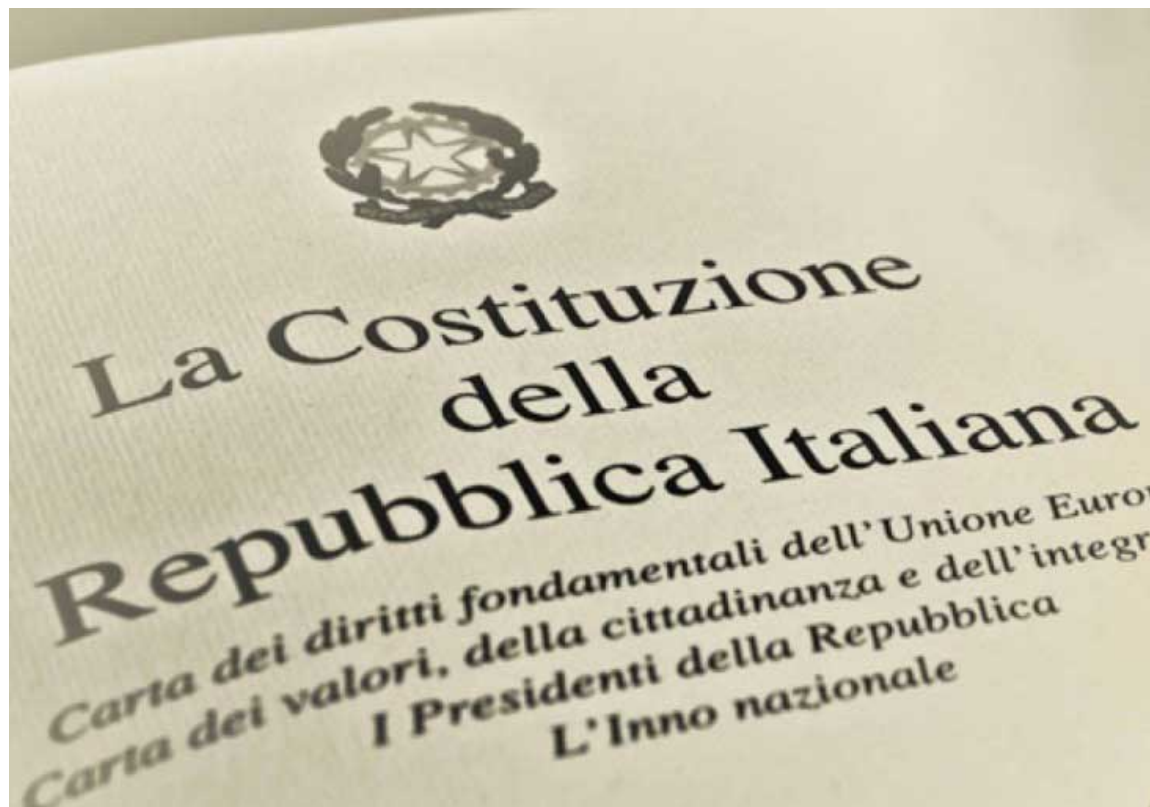 La Costituzione
della
Repubblica Italiana
Carta dei diritti fondamentali dell'Unione Euro
Carta dei valori, della cittadinanza e dell'integr
I Presidenti della Repubblica
L'Inno nazionale